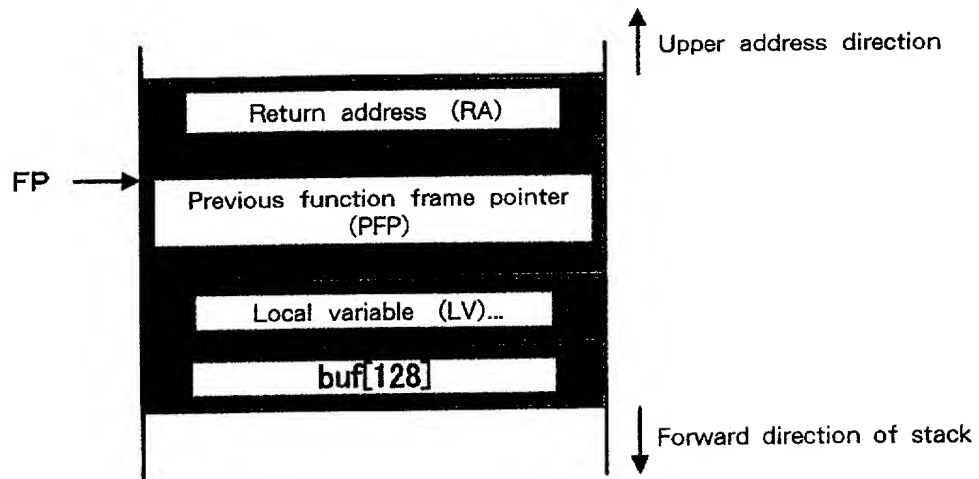 Upper address direction
Return address (RA)
FP
Previous function frame pointer
(PFP)
Local variable (LV)...
buf[128]
Forward direction of stack